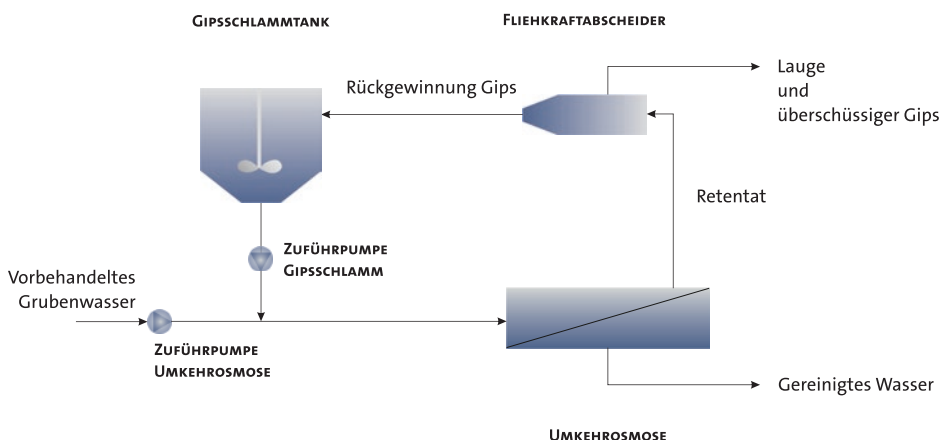 GIPSSCHLAMMTANK
FLIEHKRAFTABSCHEIDER
Rückgewinnung Gips
Lauge
und
überschüssiger Gips
Retentat
ZUFÜHRPUMPE
GIPSSCHLAMM
Vorbehandeltes
Grubenwasser
ZUFÜHRPUMPE
UMKEHROSMOSE
Gereinigtes Wasser
UMKEHROSMOSE